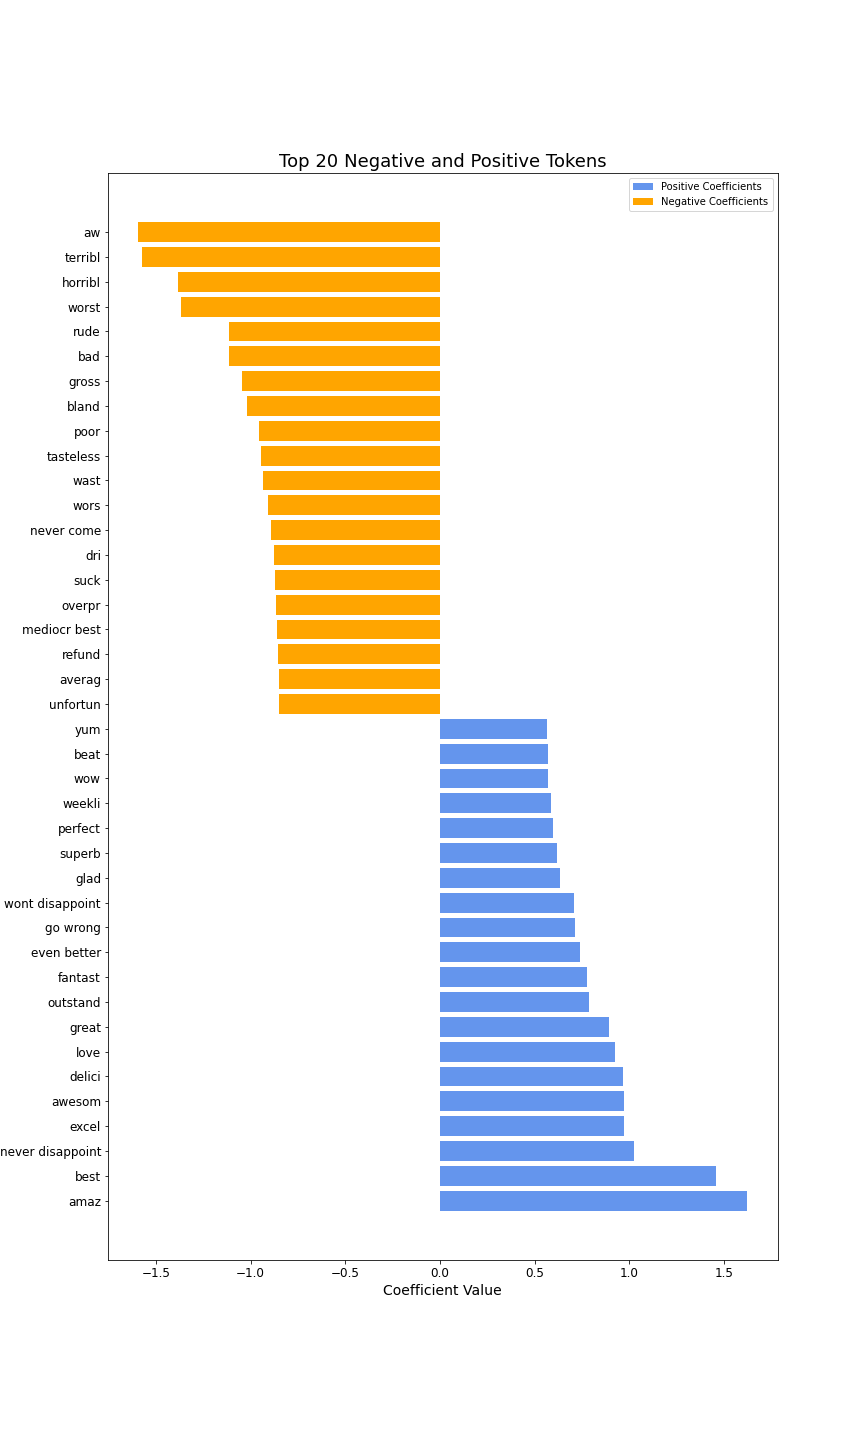 Top 20 Negative and Positive Tokens
Positive Coefficients
Negative Coefficients
aw
terribl
horribl
worst
rude
bad
gross
bland
poor
tasteless
wast
wors
never come
dri
suck
overpr
mediocr best
refund
averag
unfortun
yum
beat
wow
weekli
perfect
superb
glad
wont disappoint
go wrong
even better
fantast
outstand
great
love
delici
awesom
excel
never disappoint
best
amaz
−1.5 −1.0 −0.5 0.0 0.5 1.0 1.5
Coefficient Value